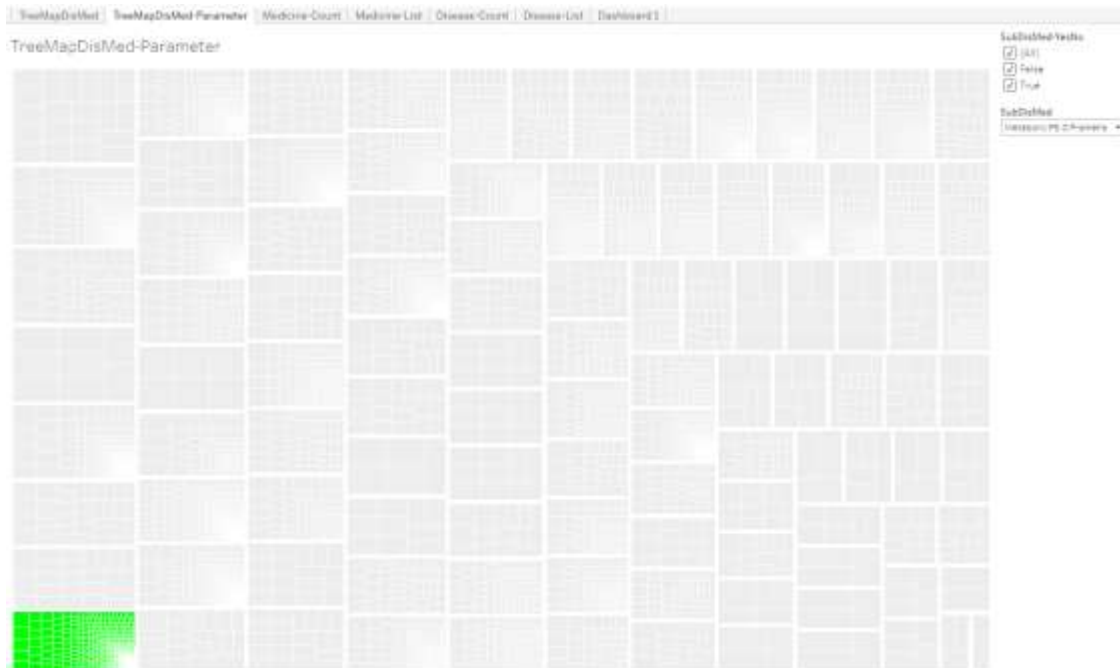 TreeMapDisMed TreeMapDisMed-Parameter Medicine-Count Medicine-List Disease-Count Disease-List Dashboard 1
TreeMapDisMed-Parameter
SubDisMed-YesNo
(All)
False
True
SubDisMed